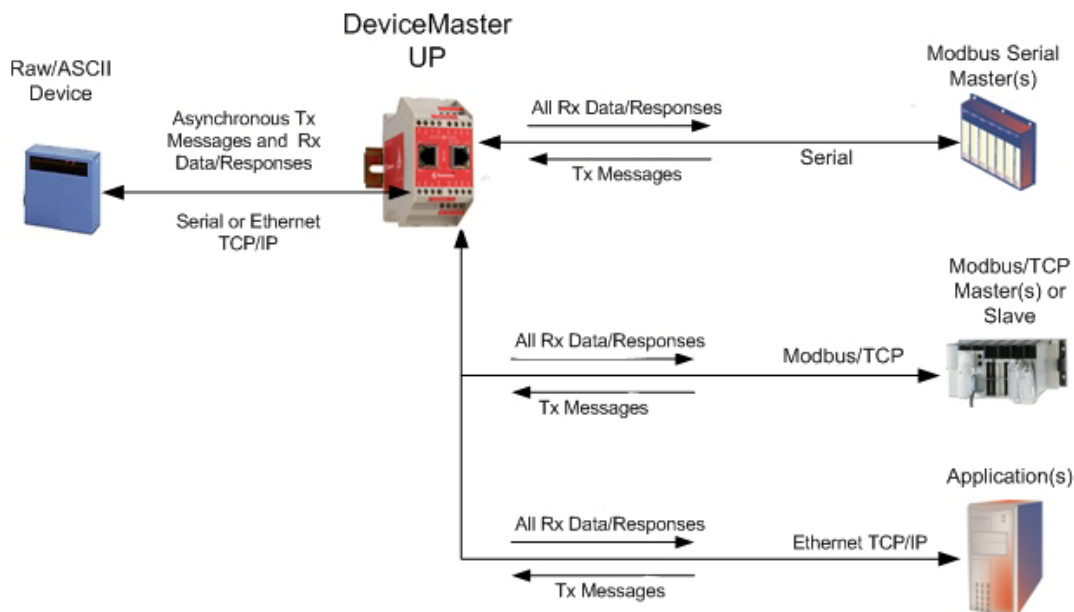 DeviceMaster
UP
Raw/ASCII
Device
Asynchronous Tx
Messages and Rx
Data/Responses
Serial or Ethernet
TCP/IP
All Rx Data/Responses
Tx Messages
Serial
Modbus Serial
Master(s)
All Rx Data/Responses
Tx Messages
Modbus/TCP
Modbus/TCP
Master(s) or
Slave
All Rx Data/Responses
Tx Messages
Ethernet TCP/IP
Application(s)